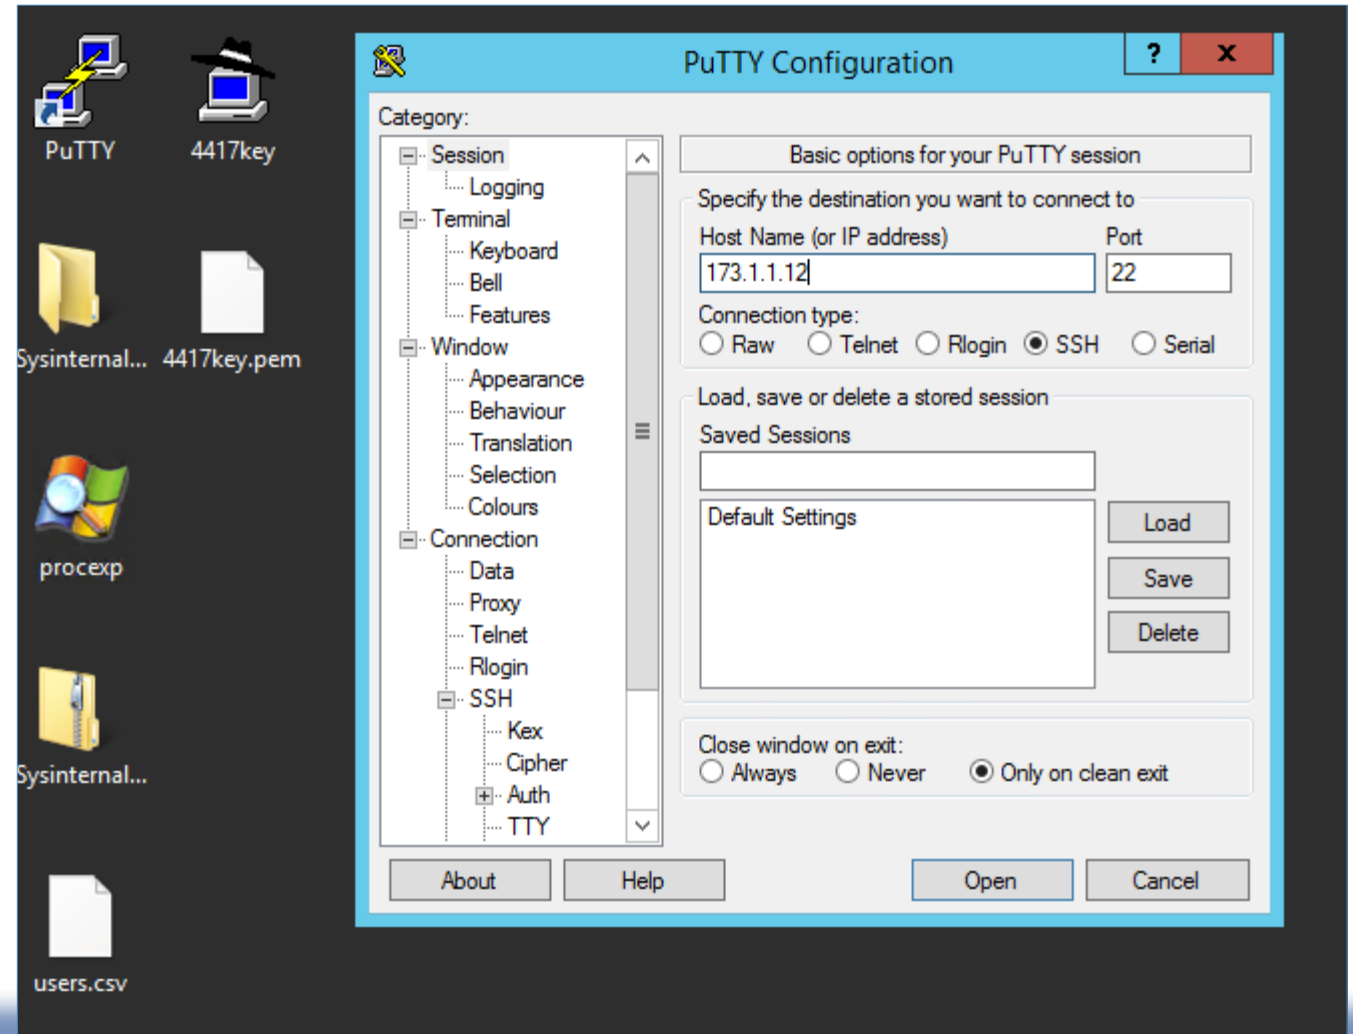 PuTTY
4417key
Sysinternal...
4417key.pem
procexp
Sysinternal...
users.csv
PuTTY Configuration
?
x
Category:
Session
Logging
Terminal
Keyboard
Bell
Features
Window
Appearance
Behaviour
Translation
Selection
Colours
Connection
Data
Proxy
Telnet
Rlogin
SSH
Kex
Cipher
Auth
TTY
Basic options for your PuTTY session
Specify the destination you want to connect to
Host Name (or IP address)
Port
173.1.1.12
22
Connection type:
Raw
Telnet
Rlogin
SSH
Serial
Load, save or delete a stored session
Saved Sessions
Default Settings
Load
Save
Delete
Close window on exit:
Always
Never
Only on clean exit
About
Help
Open
Cancel